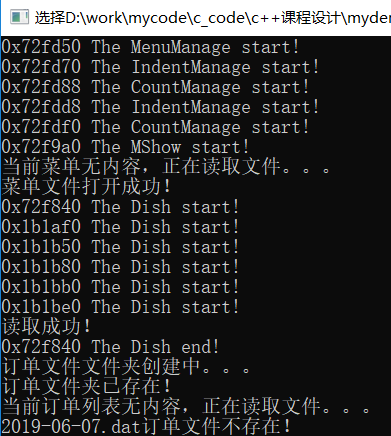 选择D:\work\mycode\c_code\c++课程设计\myder
0x72fd50 The MenuManage start!
0x72fd70 The IndentManage start!
0x72fd88 The CountManage start!
0x72fdd8 The IndentManage start!
0x72fdf0 The CountManage start!
0x72f9a0 The MShow start!
当前菜单无内容，正在读取文件。。。
菜单文件打开成功！
0x72f840 The Dish start!
0x1b1af0 The Dish start!
0x1b1b50 The Dish start!
0x1b1b80 The Dish start!
0x1b1bb0 The Dish start!
0x1b1be0 The Dish start!
读取成功！
0x72f840 The Dish end!
订单文件文件夹创建中。。。
订单文件夹已存在！
当前订单列表无内容，正在读取文件。。。
2019-06-07.dat订单文件不存在！